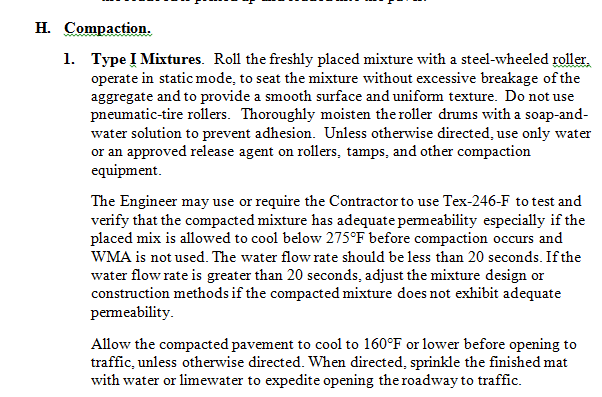 H. Compaction.
1. Type I Mixtures. Roll the freshly placed mixture with a steel-wheeled roller,
operate in static mode, to seat the mixture without excessive breakage of the
aggregate and to provide a smooth surface and uniform texture. Do not use
pneumatic-tire rollers. Thoroughly moisten the roller drums with a soap-and-
water solution to prevent adhesion. Unless otherwise directed, use only water
or an approved release agent on rollers, tamps, and other compaction
equipment.
The Engineer may use or require the Contractor to use Tex-246-F to test and
verify that the compacted mixture has adequate permeability especially if the
placed mix is allowed to cool below 275°F before compaction occurs and
WMA is not used. The water flow rate should be less than 20 seconds. If the
water flow rate is greater than 20 seconds, adjust the mixture design or
construction methods if the compacted mixture does not exhibit adequate
permeability.
Allow the compacted pavement to cool to 160°F or lower before opening to
traffic, unless otherwise directed. When directed, sprinkle the finished mat
with water or limewater to expedite opening the roadway to traffic.